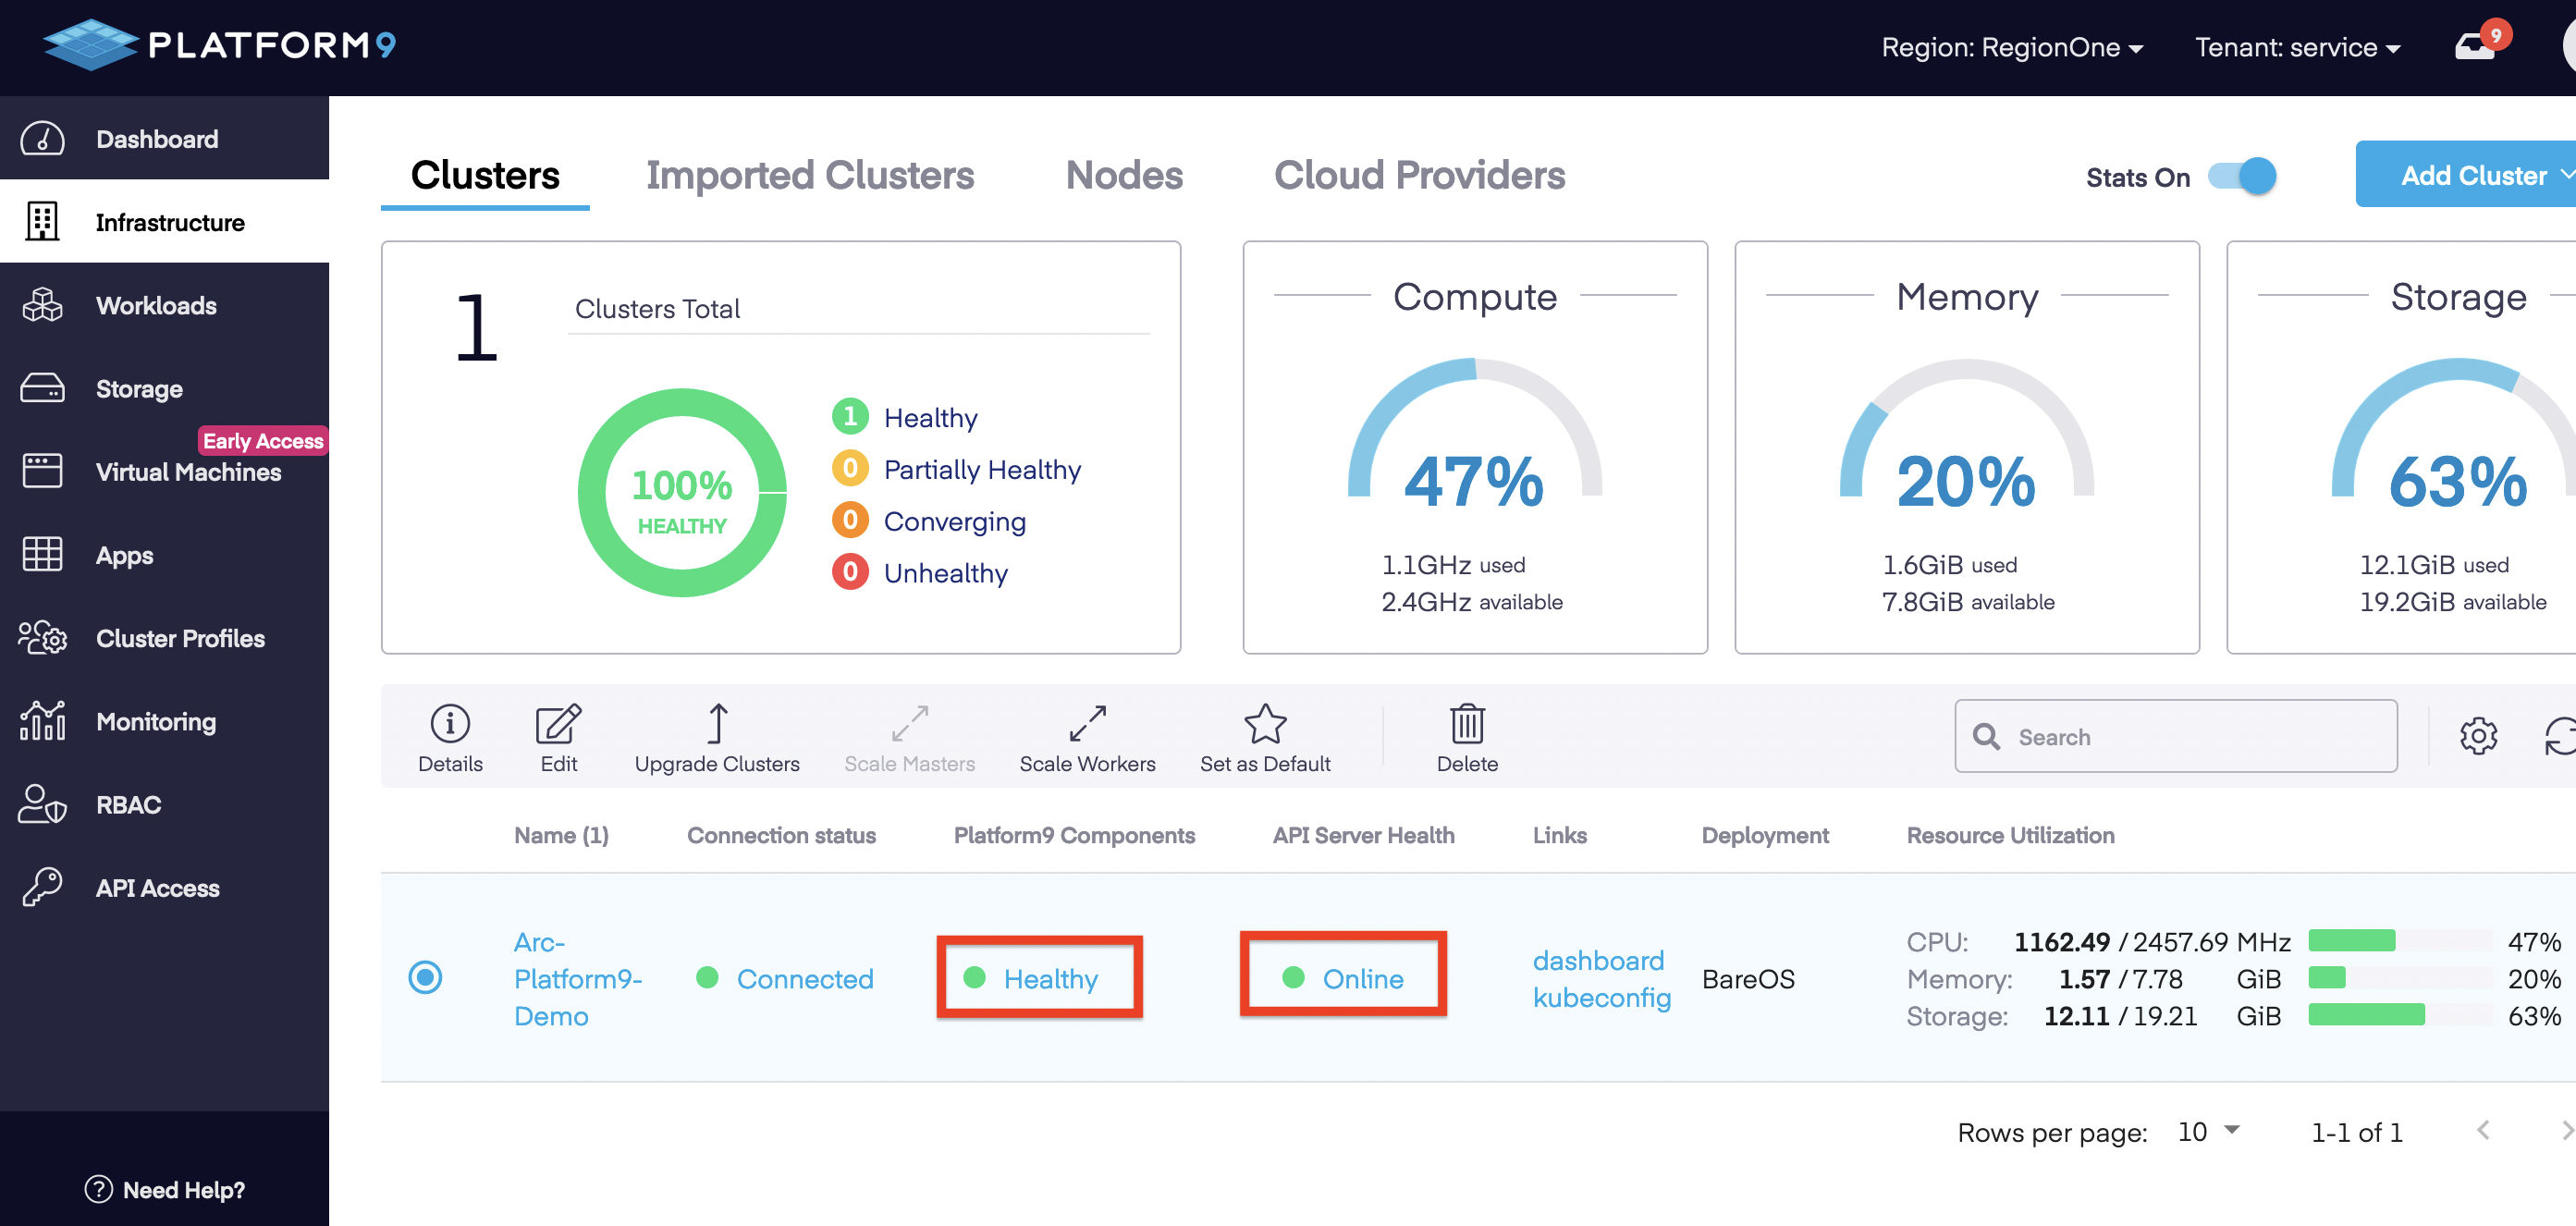 PLATFORM9
Region: RegionOne
Tenant: service
9
Dashboard
Infrastructure
Workloads
Storage
Early Access
Virtual Machines
Apps
Cluster Profiles
Monitoring
RBAC
API Access
Need Help?
Clusters
Imported Clusters
Nodes
Cloud Providers
Stats On
Add Cluster
1
Clusters Total
100%
HEALTHY
1 Healthy
0 Partially Healthy
0 Converging
0 Unhealthy
Compute
47%
1.1GHz used
2.4GHz available
Memory
20%
1.6GiB used
7.8GiB available
Storage
63%
12.1GiB used
19.2GiB available
Details
Edit
Upgrade Clusters
Scale Masters
Scale Workers
Set as Default
Delete
Search
Name (1)
Connection status
Platform9 Components
API Server Health
Links
Deployment
Resource Utilization
Arc-
Platform9-
Demo
Connected
Healthy
Online
dashboard
kubeconfig
BareOS
CPU: 1162.49 / 2457.69 MHz 47%
Memory: 1.57 / 7.78 GiB 20%
Storage: 12.11 / 19.21 GiB 63%
Rows per page: 10
1-1 of 1